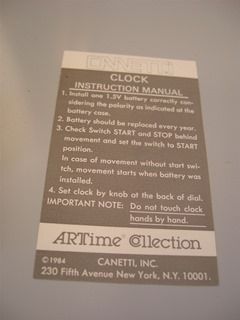 CANETTI
CLOCK
INSTRUCTION MANUAL
1. Install one 1.5V battery correctly con-
sidering the polarity as indicated at the
battery case.
2. Battery should be replaced every year.
3. Check Switch START and STOP behind
movement and set the switch to START
position.
In case of movement without start swi-
tch, movement starts when battery was
installed.
4. Set clock by knob at the back of dial.
IMPORTANT NOTE: Do not touch clock
hands by hand.
ARTime® Collection
©1984 CANETTI, INC.
230 Fifth Avenue New York, N.Y. 10001.